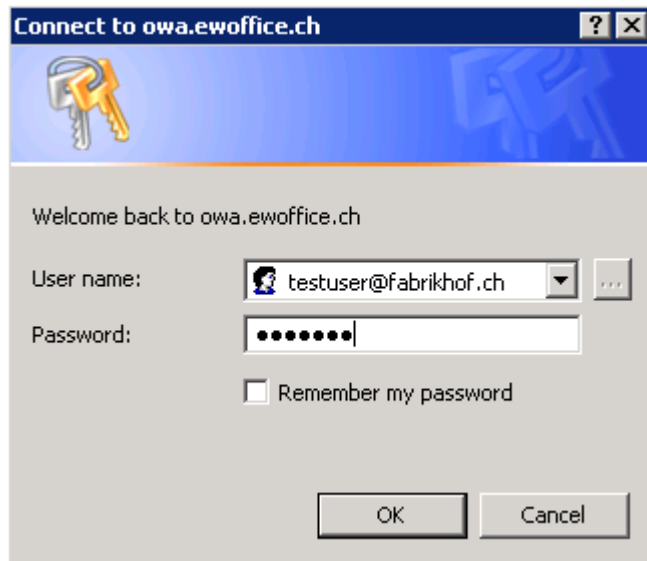 Connect to owa.ewoffice.ch
Welcome back to owa.ewoffice.ch
User name: testuser@fabrikhof.ch ...
Password: •••••••
Remember my password
OK Cancel